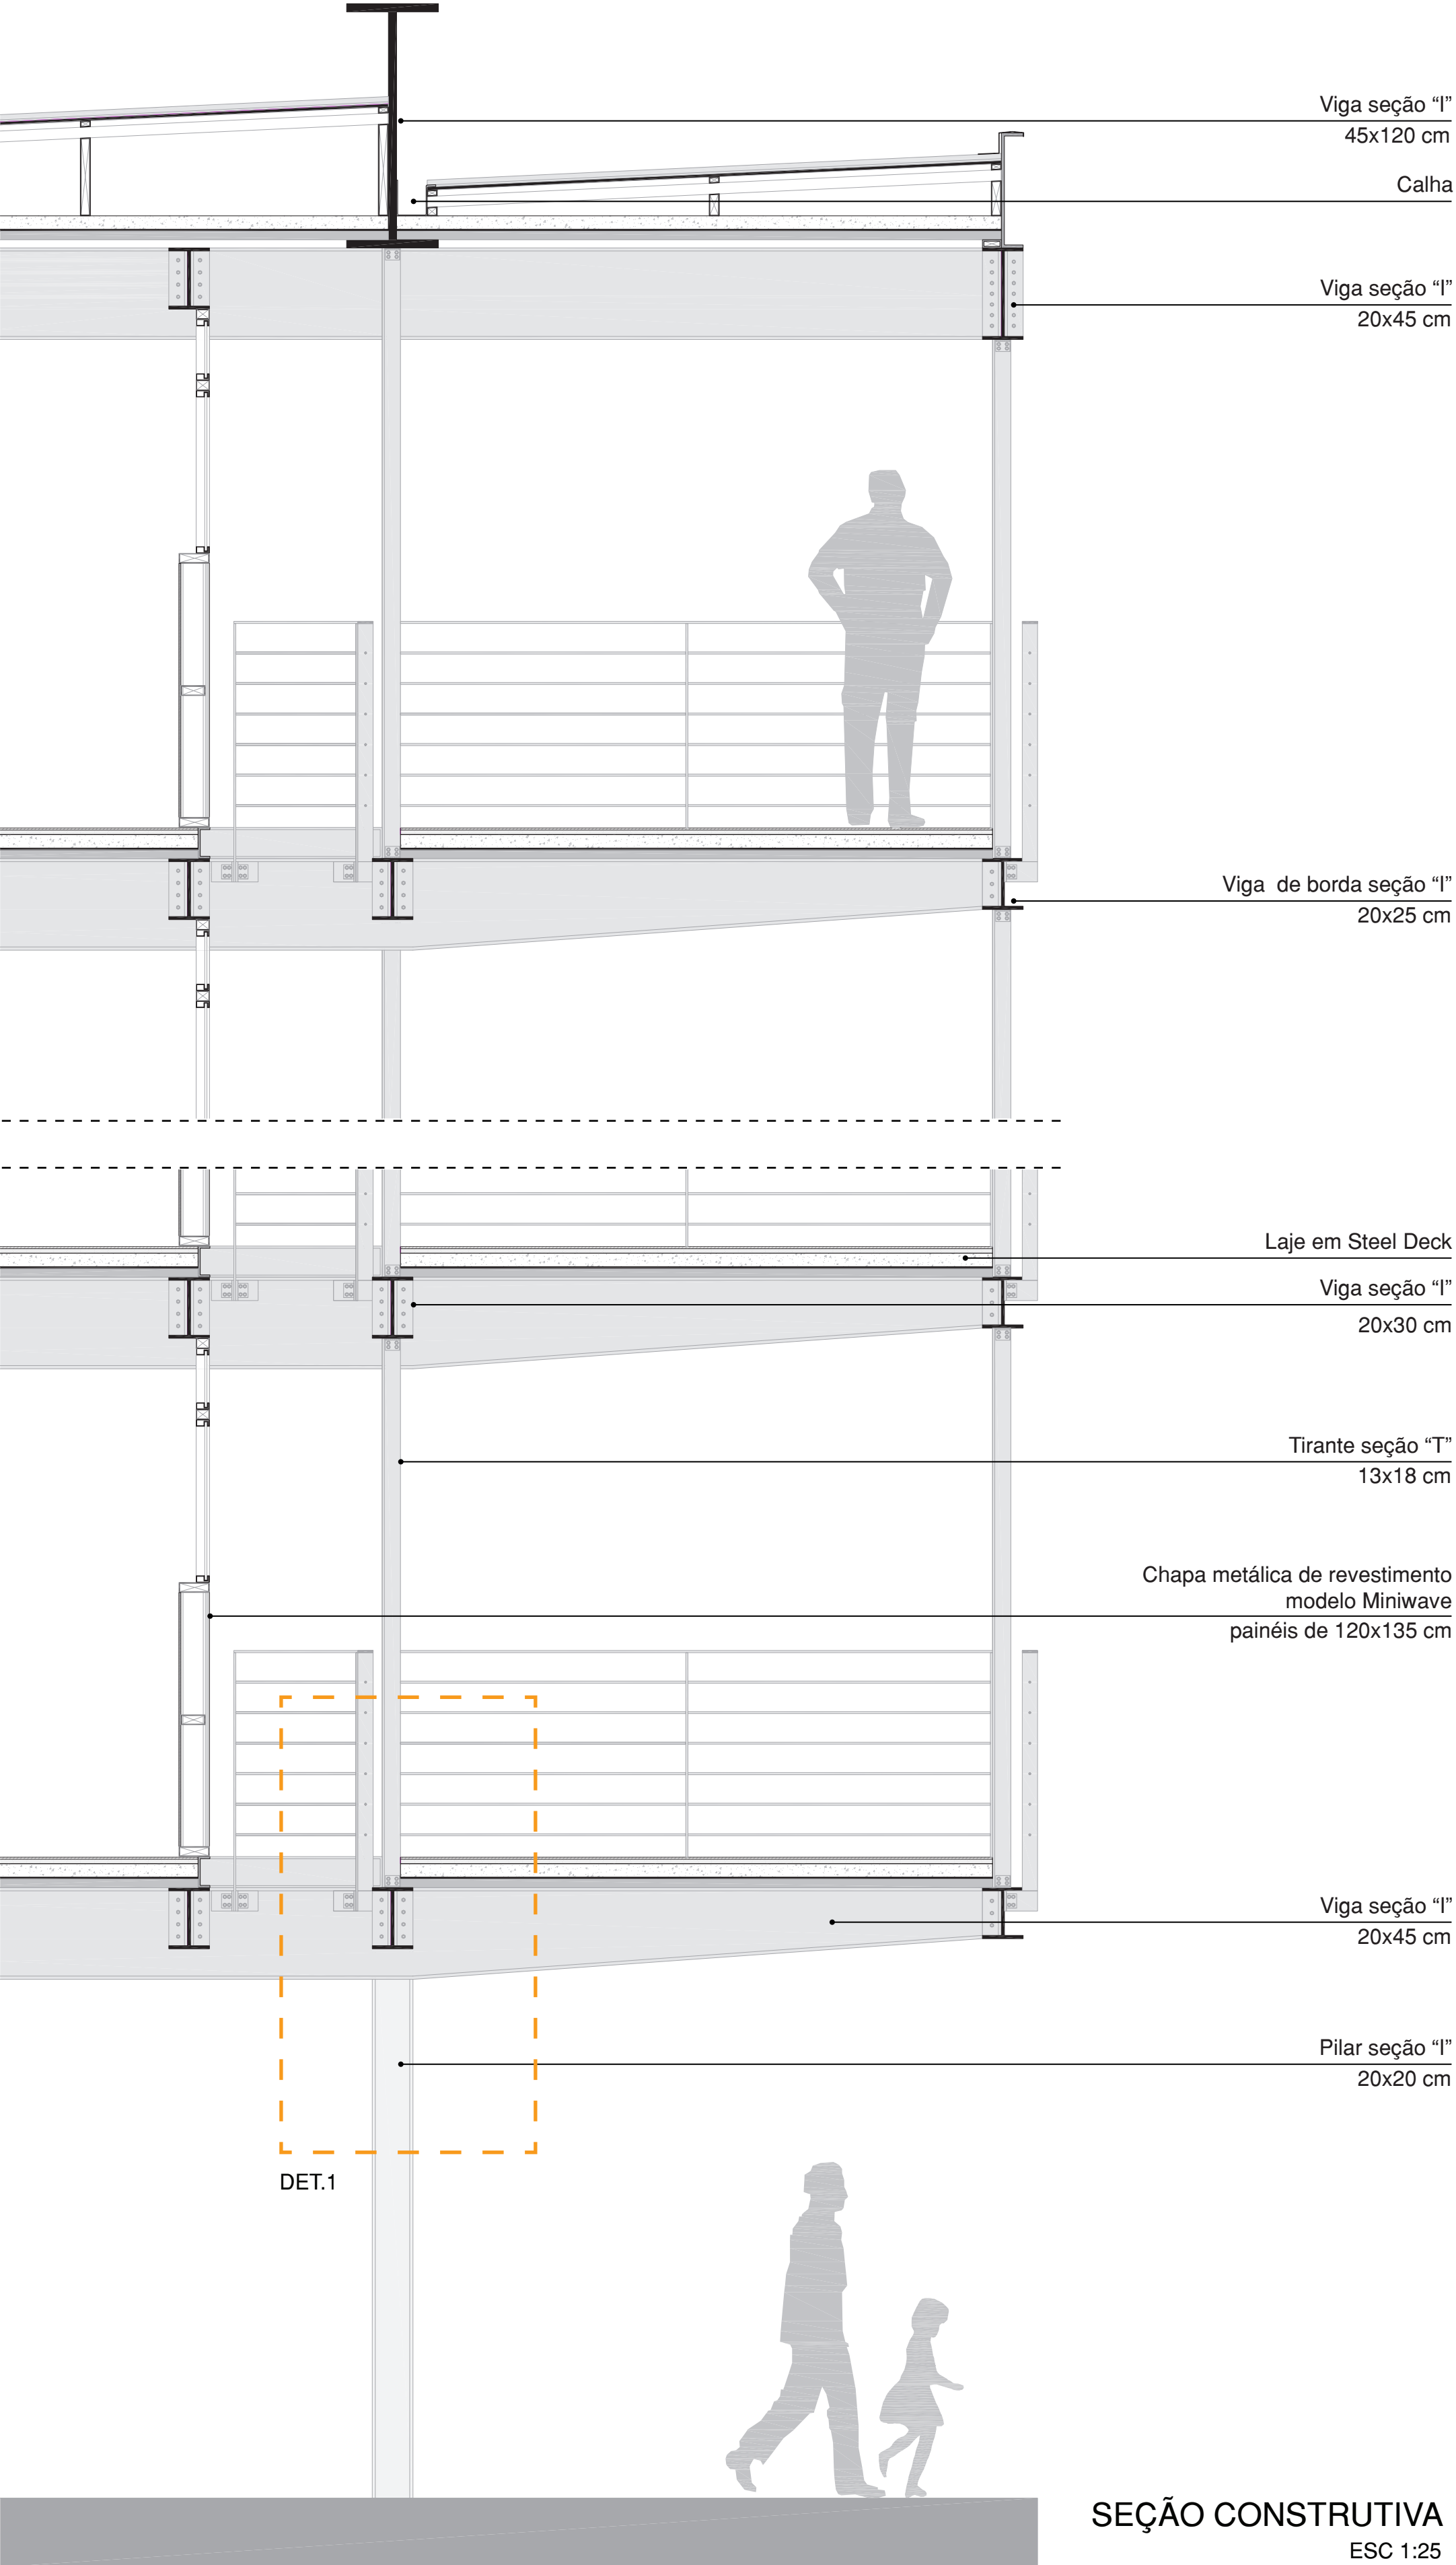 Viga seção “I”
45x120 cm
Calha
Viga seção “I”
20x45 cm
Viga de borda seção “I”
20x25 cm
Laje em Steel Deck
Viga seção “I”
20x30 cm
Tirante seção “T”
13x18 cm
Chapa metálica de revestimento
modelo Miniwave
painéis de 120x135 cm
Viga seção “I”
20x45 cm
Pilar seção “I”
20x20 cm
DET.1
SEÇÃO CONSTRUTIVA
ESC 1:25